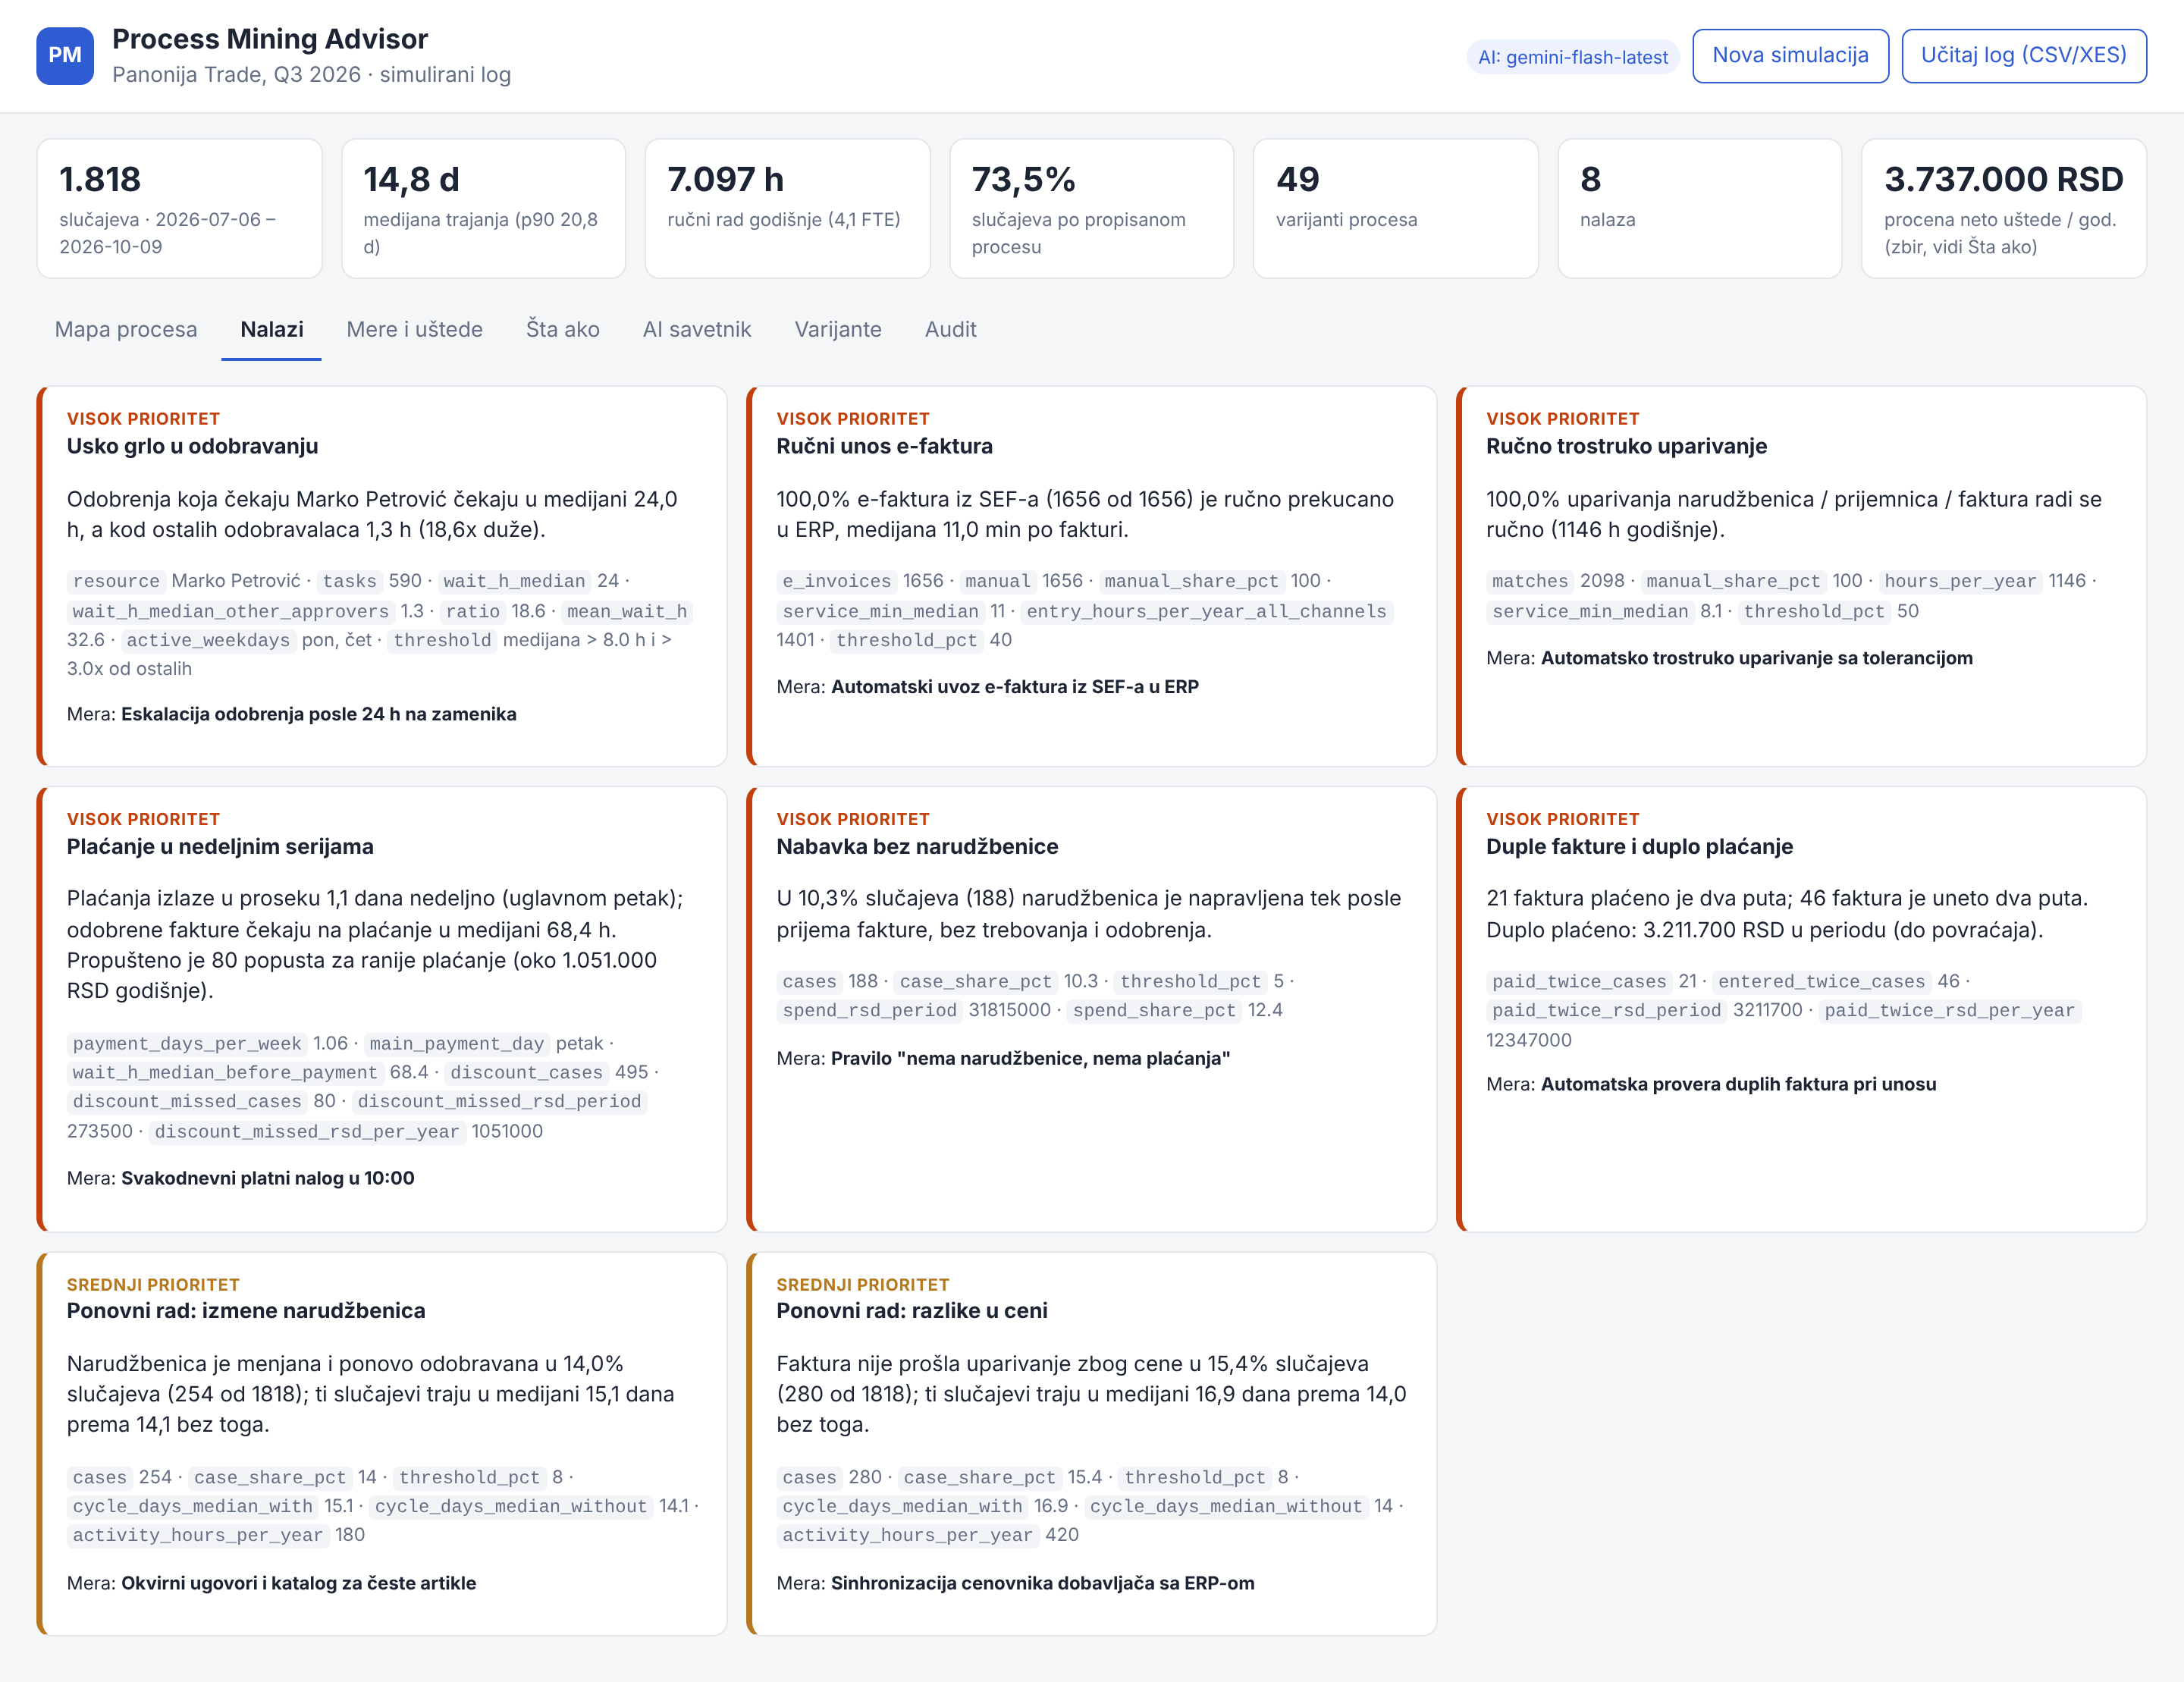 PM
Process Mining Advisor
Panonija Trade, Q3 2026 · simulirani log
AI: gemini-flash-latest
Nova simulacija
Učitaj log (CSV/XES)
1.818
slučajeva · 2026-07-06 –
2026-10-09
14,8 d
medijana trajanja (p90 20,8
d)
7.097 h
ručni rad godišnje (4,1 FTE)
73,5%
slučajeva po propisanom
procesu
49
varijanti procesa
8
nalaza
3.737.000 RSD
procena neto uštede / god.
(zbir, vidi Šta ako)
Mapa procesa
Nalazi
Mere i uštede
Šta ako
AI savetnik
Varijante
Audit
VISOK PRIORITET
Usko grlo u odobravanju
Odobrenja koja čekaju Marko Petrović čekaju u medijani 24,0
h, a kod ostalih odobravalaca 1,3 h (18,6x duže).
resource Marko Petrović · tasks 590 · wait_h_median 24 ·
wait_h_median_other_approvers 1.3 · ratio 18.6 · mean_wait_h
32.6 · active_weekdays pon, čet · threshold medijana > 8.0 h i >
3.0x od ostalih
Mera: Eskalacija odobrenja posle 24 h na zamenika
VISOK PRIORITET
Ručni unos e-faktura
100,0% e-faktura iz SEF-a (1656 od 1656) je ručno prekucano
u ERP, medijana 11,0 min po fakturi.
e_invoices 1656 · manual 1656 · manual_share_pct 100 ·
service_min_median 11 · entry_hours_per_year_all_channels
1401 · threshold_pct 40
Mera: Automatski uvoz e-faktura iz SEF-a u ERP
VISOK PRIORITET
Ručno trostruko uparivanje
100,0% uparivanja narudžbenica / prijemnica / faktura radi se
ručno (1146 h godišnje).
matches 2098 · manual_share_pct 100 · hours_per_year 1146 ·
service_min_median 8.1 · threshold_pct 50
Mera: Automatsko trostruko uparivanje sa tolerancijom
VISOK PRIORITET
Plaćanje u nedeljnim serijama
Plaćanja izlaze u proseku 1,1 dana nedeljno (uglavnom petak);
odobrene fakture čekaju na plaćanje u medijani 68,4 h.
Propušteno je 80 popusta za ranije plaćanje (oko 1.051.000
RSD godišnje).
payment_days_per_week 1.06 · main_payment_day petak ·
wait_h_median_before_payment 68.4 · discount_cases 495 ·
discount_missed_cases 80 · discount_missed_rsd_period
273500 · discount_missed_rsd_per_year 1051000
Mera: Svakodnevni platni nalog u 10:00
VISOK PRIORITET
Nabavka bez narudžbenice
U 10,3% slučajeva (188) narudžbenica je napravljena tek posle
prijema fakture, bez trebovanja i odobrenja.
cases 188 · case_share_pct 10.3 · threshold_pct 5 ·
spend_rsd_period 31815000 · spend_share_pct 12.4
Mera: Pravilo "nema narudžbenice, nema plaćanja"
VISOK PRIORITET
Duple fakture i duplo plaćanje
21 faktura plaćeno je dva puta; 46 faktura je uneto dva puta.
Duplo plaćeno: 3.211.700 RSD u periodu (do povraćaja).
paid_twice_cases 21 · entered_twice_cases 46 ·
paid_twice_rsd_period 3211700 · paid_twice_rsd_per_year
12347000
Mera: Automatska provera duplih faktura pri unosu
SREDNJI PRIORITET
Ponovni rad: izmene narudžbenica
Narudžbenica je menjana i ponovo odobravana u 14,0%
slučajeva (254 od 1818); ti slučajevi traju u medijani 15,1 dana
prema 14,1 bez toga.
cases 254 · case_share_pct 14 · threshold_pct 8 ·
cycle_days_median_with 15.1 · cycle_days_median_without 14.1 ·
activity_hours_per_year 180
Mera: Okvirni ugovori i katalog za česte artikle
SREDNJI PRIORITET
Ponovni rad: razlike u ceni
Faktura nije prošla uparivanje zbog cene u 15,4% slučajeva
(280 od 1818); ti slučajevi traju u medijani 16,9 dana prema 14,0
bez toga.
cases 280 · case_share_pct 15.4 · threshold_pct 8 ·
cycle_days_median_with 16.9 · cycle_days_median_without 14 ·
activity_hours_per_year 420
Mera: Sinhronizacija cenovnika dobavljača sa ERP-om